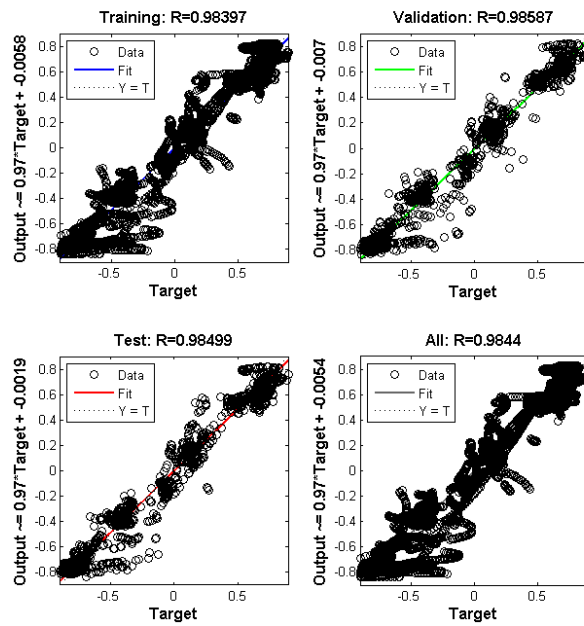 Training: R=0.98397
Output ~= 0.97*Target + -0.0058
0.8
0.6
0.4
0.2
0
-0.2
-0.4
-0.6
-0.8
Data
Fit
Y = T
-0.5
0
0.5
Target
Validation: R=0.98587
Output ~= 0.97*Target + -0.007
0.8
0.6
0.4
0.2
0
-0.2
-0.4
-0.6
-0.8
Data
Fit
Y = T
-0.5
0
0.5
Target
Test: R=0.98499
Output ~= 0.97*Target + -0.0019
0.8
0.6
0.4
0.2
0
-0.2
-0.4
-0.6
-0.8
Data
Fit
Y = T
-0.5
0
0.5
Target
All: R=0.9844
Output ~= 0.97*Target + -0.0054
0.8
0.6
0.4
0.2
0
-0.2
-0.4
-0.6
-0.8
Data
Fit
Y = T
-0.5
0
0.5
Target